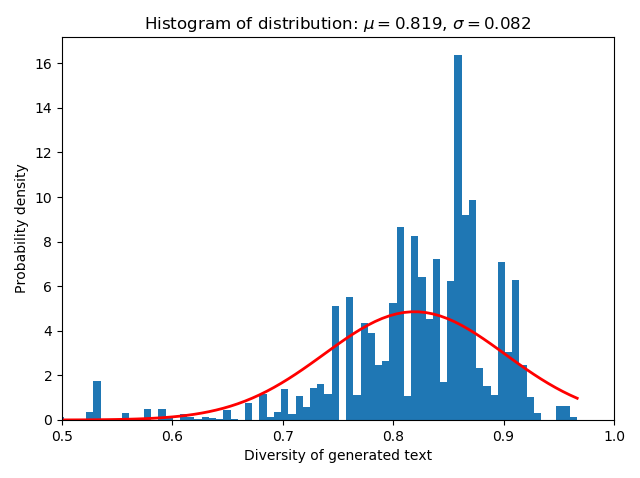 Histogram of distribution: μ = 0.819, σ = 0.082
Probability density
16
14
12
10
8
6
4
2
0
0.5 0.6 0.7 0.8 0.9 1.0
Diversity of generated text